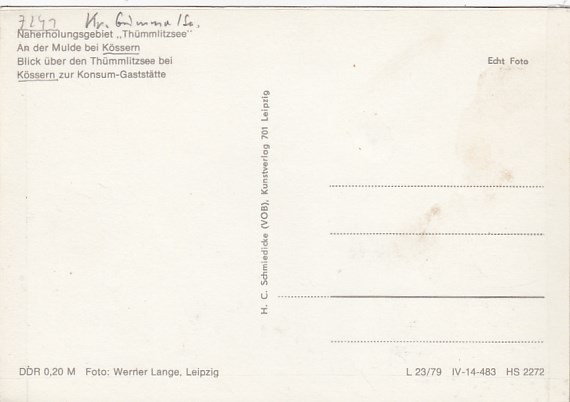 7241 Kr. Grimma/Sa.
Naherholungsgebiet „Thümmlitzsee"
An der Mulde bei Kössern
Blick über den Thümmlitzsee bei
Kössern zur Konsum-Gaststätte
Echt Foto
H. C. Schmiedicke (VOB), Kunstverlag 701 Leipzig
DDR 0,20 M Foto: Werner Lange, Leipzig
L 23/79 IV-14-483 HS 2272